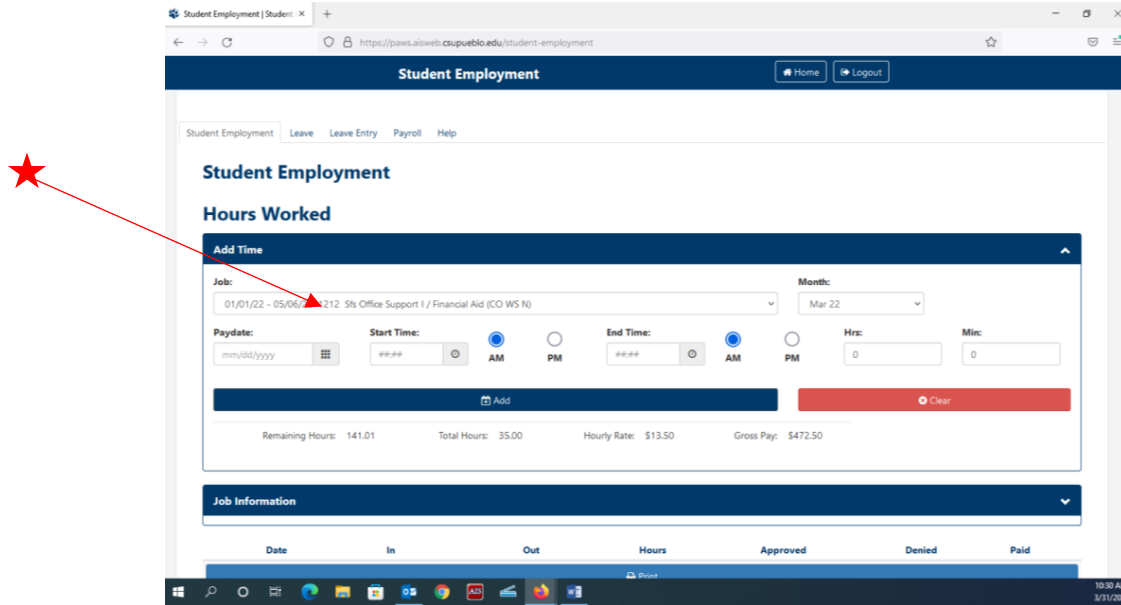 Student Employment | Student
https://paws.aisweb.csupueblo.edu/student-employment
Student Employment Home Logout
Student Employment Leave Leave Entry Payroll Help
Student Employment
Hours Worked
Add Time
Job: Month:
01/01/22 - 05/06/ 1212 Sfs Office Support I / Financial Aid (CO WS N) Mar 22
Paydate: Start Time: End Time: Hrs: Min:
mm/dd/yyyy ##:## AM PM ##:## AM PM 0 0
Add Clear
Remaining Hours: 141.01 Total Hours: 35.00 Hourly Rate: $13.50 Gross Pay: $472.50
Job Information
Date In Out Hours Approved Denied Paid
Print
AIS
10:30 A
3/31/20